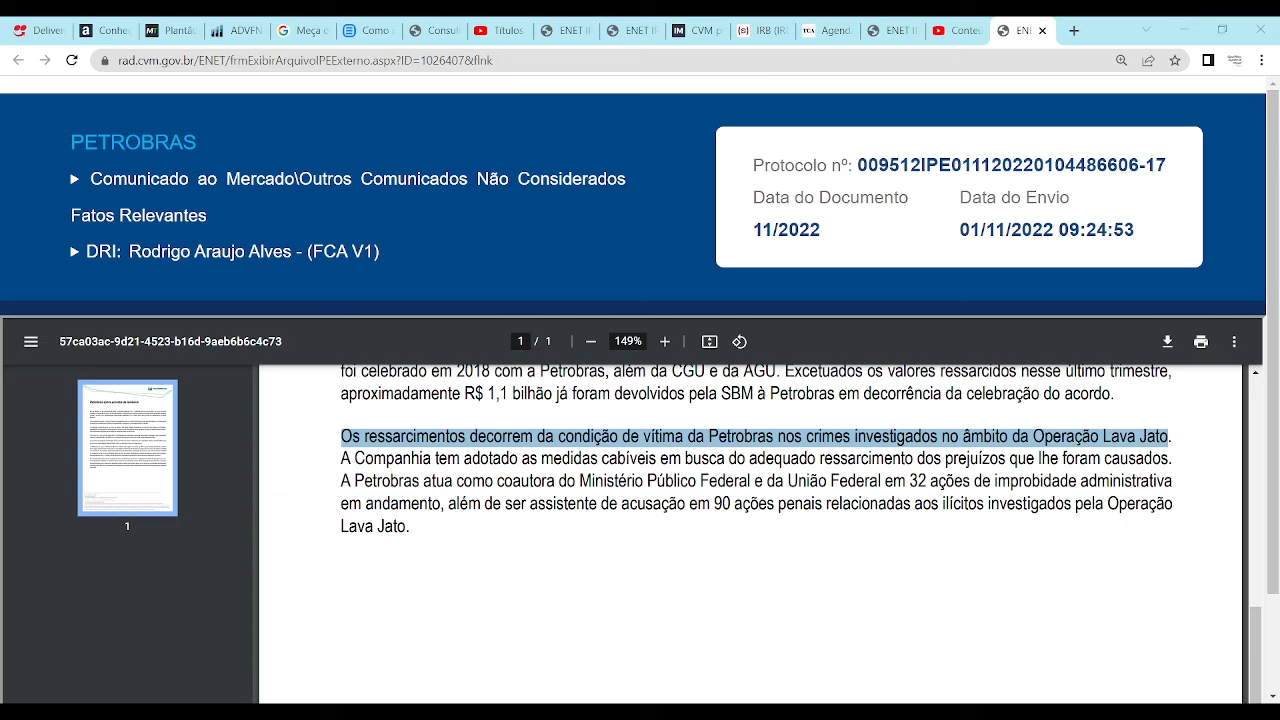 Deliver
Conhe
Plantã
ADVFN
Meça o
Como
Consul
Títulos
ENET I
ENET I
CVM p
IRB (IR
Agend
ENET I
Conteú
EN
rad.cvm.gov.br/ENET/frmExibirArquivoIPEExterno.aspx?ID=1026407&flnk
PETROBRAS
Comunicado ao Mercado\Outros Comunicados Não Considerados
Fatos Relevantes
DRI: Rodrigo Araujo Alves - (FCA V1)
Protocolo nº: 009512IPE011120220104486606-17
Data do Documento Data do Envio
11/2022 01/11/2022 09:24:53
57ca03ac-9d21-4523-b16d-9aeb6b6c4c73
1 / 1
149%
1
foi celebrado em 2018 com a Petrobras, além da CGU e da AGU. Excetuados os valores ressarcidos nesse último trimestre,
aproximadamente R$ 1,1 bilhão já foram devolvidos pela SBM à Petrobras em decorrência da celebração do acordo.
Os ressarcimentos decorrem da condição de vítima da Petrobras nos crimes investigados no âmbito da Operação Lava Jato.
A Companhia tem adotado as medidas cabíveis em busca do adequado ressarcimento dos prejuízos que lhe foram causados.
A Petrobras atua como coautora do Ministério Público Federal e da União Federal em 32 ações de improbidade administrativa
em andamento, além de ser assistente de acusação em 90 ações penais relacionadas aos ilícitos investigados pela Operação
Lava Jato.